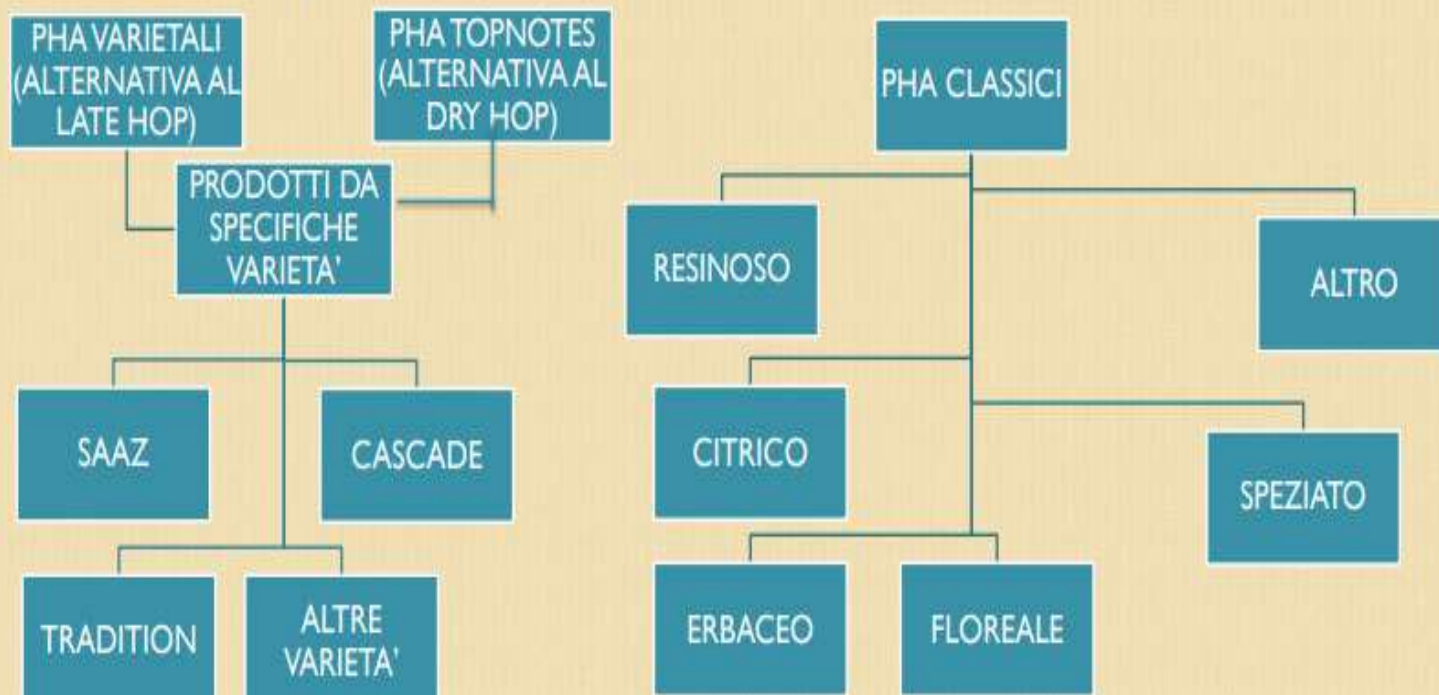 PHA VARIETALI
(ALTERNATIVA AL
LATE HOP)
PHA TOPNOTES
(ALTERNATIVA AL
DRY HOP)
PRODOTTI DA
SPECIFICHE
VARIETA'
SAAZ
CASCADE
TRADITION
ALTRE
VARIETA'
PHA CLASSICI
RESINOSO
ALTRO
CITRICO
SPEZIATO
ERBACEO
FLOREALE